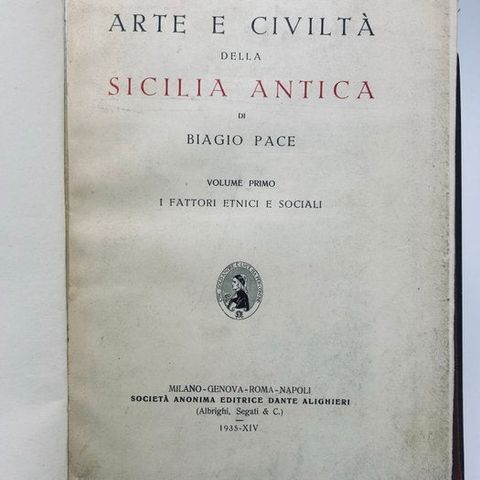 ARTE E CIVILTÀ
DELLA
SICILIA ANTICA
DI
BIAGIO PACE
VOLUME PRIMO
I FATTORI ETNICI E SOCIALI
MILANO-GENOVA-ROMA-NAPOLI
SOCIETÀ ANONIMA EDITRICE DANTE ALIGHIERI
(Albrighi, Segati & C.)
1935-XIV